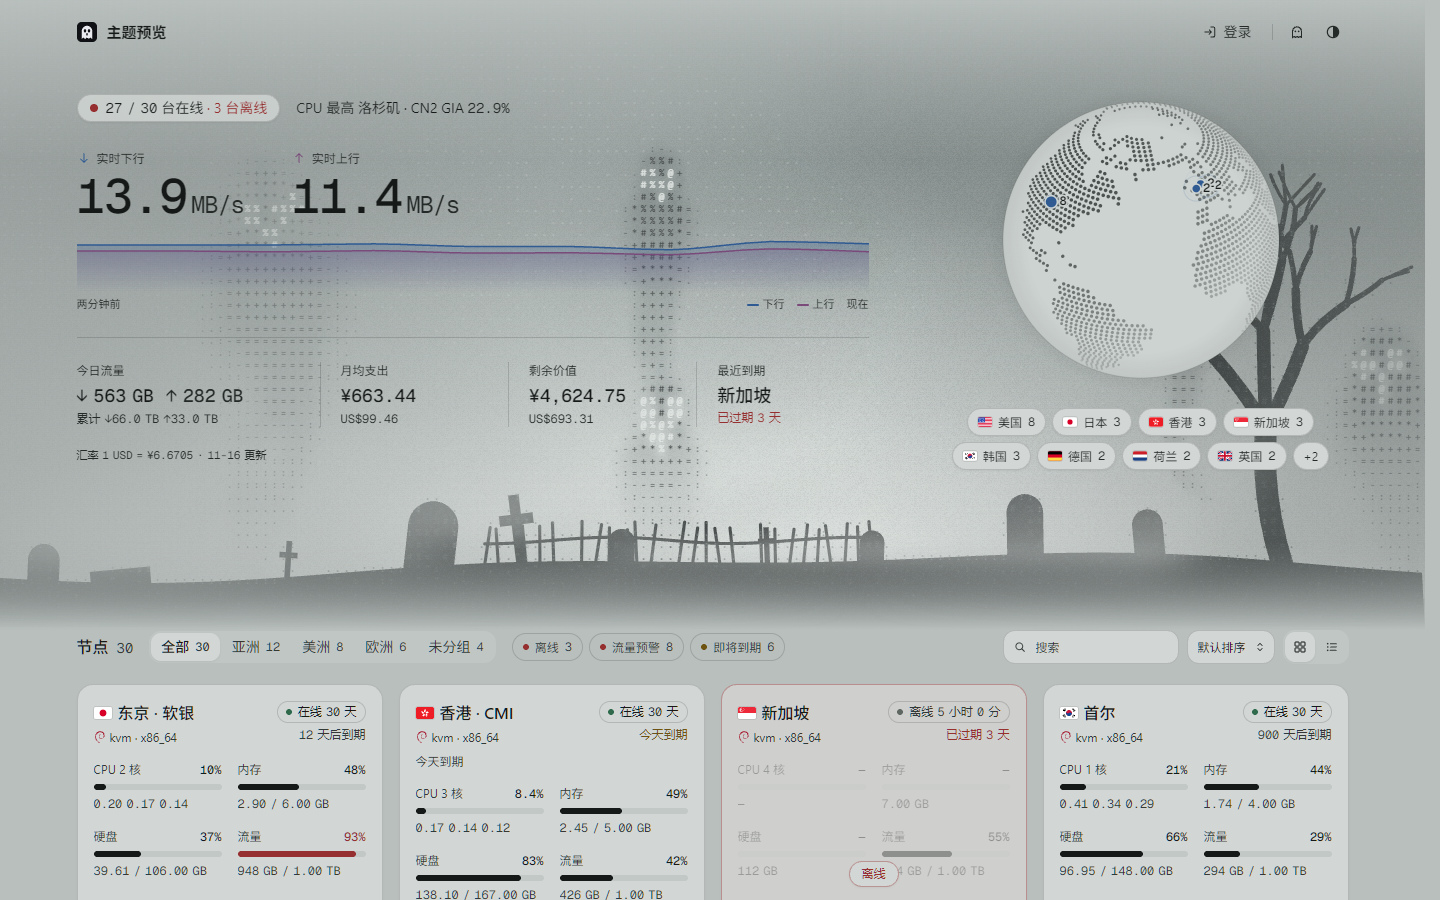 主题预览
登录
27 / 30 台在线 · 3 台离线
CPU 最高 洛杉矶 · CN2 GIA 22.9%
↓ 实时下行
↑ 实时上行
13.9 MB/s
11.4 MB/s
两分钟前
下行 上行 现在
今日流量
↓ 563 GB ↑ 282 GB
累计 ↓66.0 TB ↑33.0 TB
月均支出
¥663.44
US$99.46
剩余价值
¥4,624.75
US$693.31
最近到期
新加坡
已过期 3 天
汇率 1 USD = ¥6.6705 · 11-16 更新
8
2
2
美国 8
日本 3
香港 3
新加坡 3
韩国 3
德国 2
荷兰 2
英国 2
+2
节点 30
全部 30
亚洲 12
美洲 8
欧洲 6
未分组 4
离线 3
流量预警 8
即将到期 6
搜索
默认排序
东京 · 软银
在线 30 天
kvm · x86_64
12 天后到期
CPU 2 核 10%
内存 48%
0.20 0.17 0.14
2.90 / 6.00 GB
硬盘 37%
流量 93%
39.61 / 106.00 GB
948 GB / 1.00 TB
香港 · CMI
在线 30 天
kvm · x86_64
今天到期
今天到期
CPU 3 核 8.4%
内存 49%
0.17 0.14 0.12
2.45 / 5.00 GB
硬盘 83%
流量 42%
138.10 / 167.00 GB
426 GB / 1.00 TB
新加坡
离线 5 小时 0 分
kvm · x86_64
已过期 3 天
CPU 4 核 –
内存 –
–
7.00 GB
硬盘 –
流量 55%
112 GB
4 GB / 1.00 TB
离线
首尔
在线 30 天
kvm · x86_64
900 天后到期
CPU 1 核 21%
内存 44%
0.41 0.34 0.29
1.74 / 4.00 GB
硬盘 66%
流量 29%
96.95 / 148.00 GB
294 GB / 1.00 TB